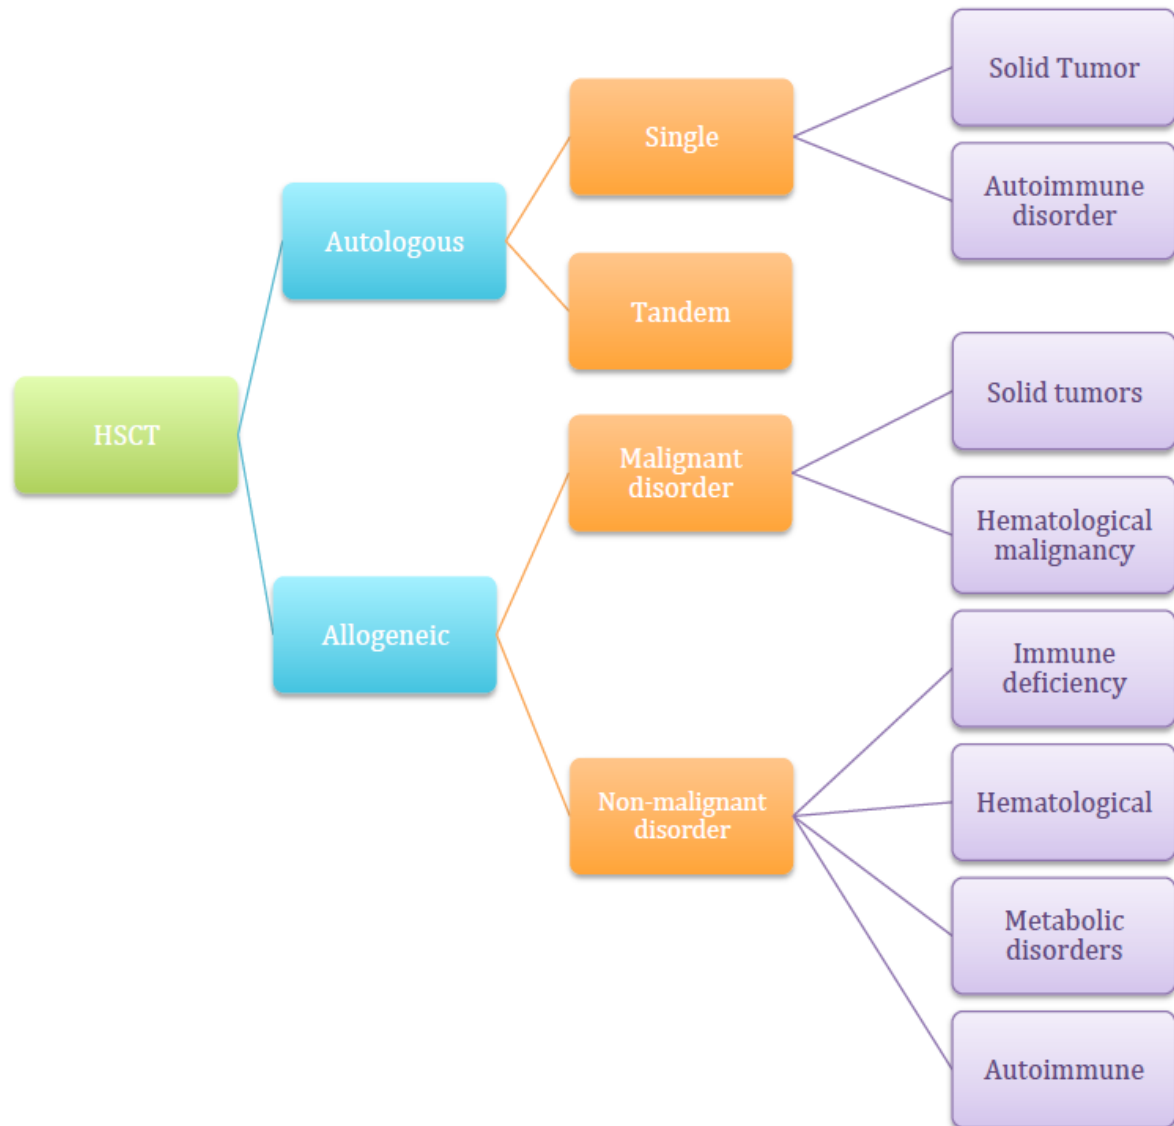 HSCT
Autologous
Single
Solid Tumor
Autoimmune
disorder
Tandem
Allogeneic
Malignant
disorder
Solid tumors
Hematological
malignancy
Non-malignant
disorder
Immune
deficiency
Hematological
Metabolic
disorders
Autoimmune